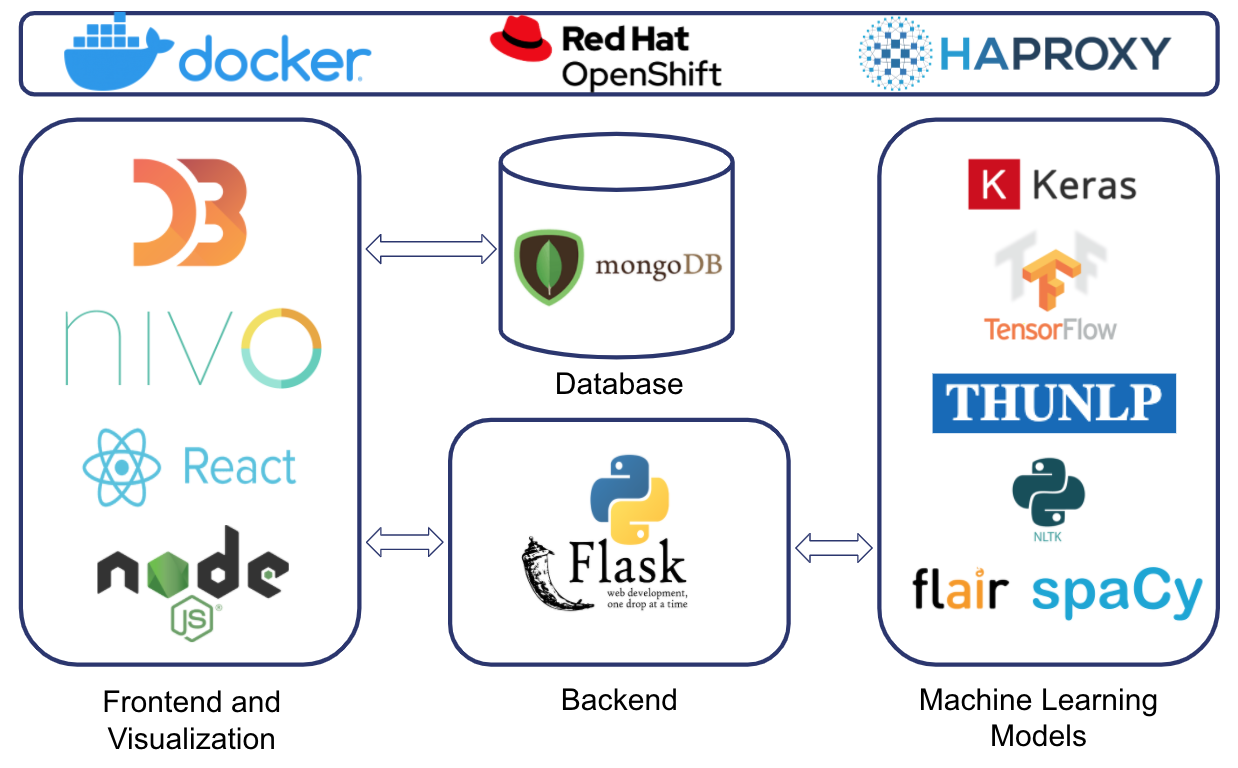 docker
Red Hat
OpenShift
HAPROXY
D3
nivo
React
node
JS
mongoDB
Database
Flask
web development,
one drop at a time
K Keras
TensorFlow
THUNLP
NLTK
flair spaCy
Frontend and
Visualization
Backend
Machine Learning
Models